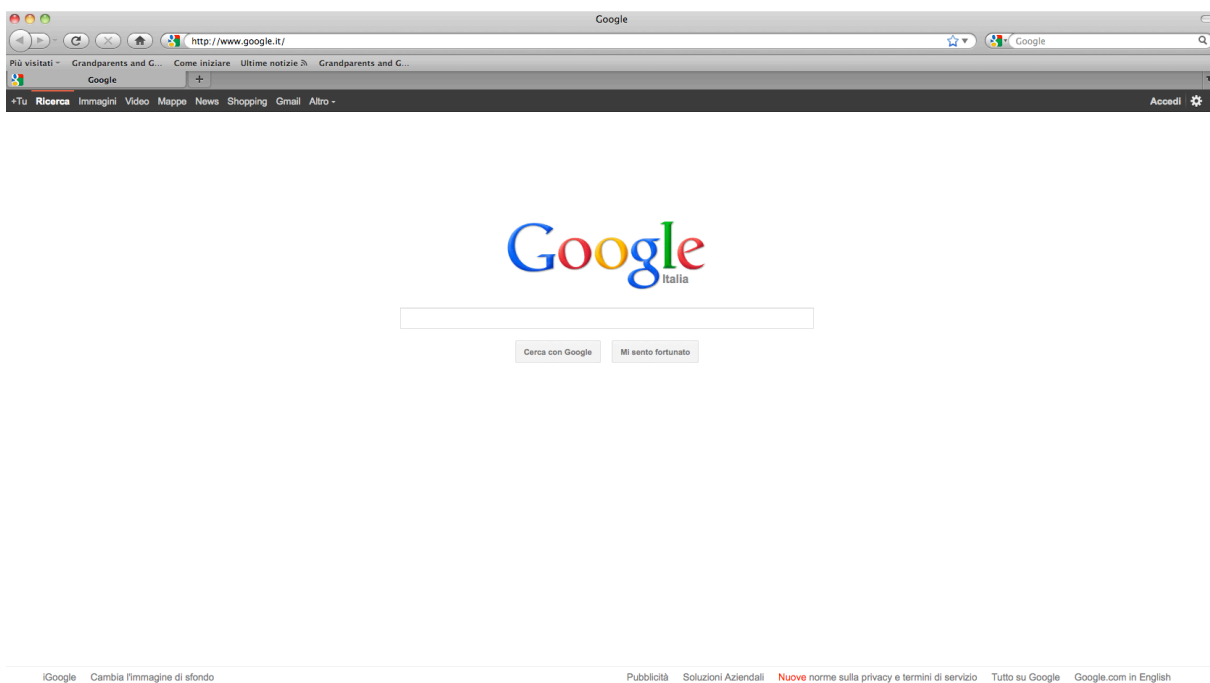 Google
http://www.google.it/
Google
Più visitati Grandparents and G... Come iniziare Ultime notizie Grandparents and G...
Google +
+Tu Ricerca Immagini Video Mappe News Shopping Gmail Altro Accedi
Google
Italia
Cerca con Google Mi sento fortunato
iGoogle Cambia l'immagine di sfondo Pubblicità Soluzioni Aziendali Nuove norme sulla privacy e termini di servizio Tutto su Google Google.com in English